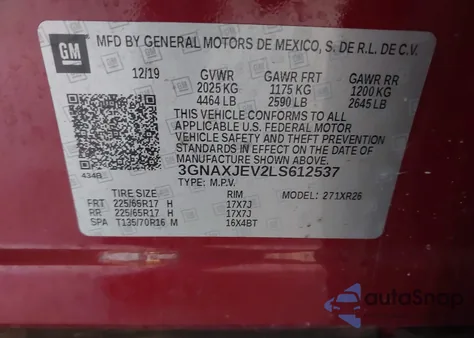 GM
MFD BY GENERAL MOTORS DE MEXICO, S. DE R.L. DE C.V.
12/19 GVWR GAWR FRT GAWR RR
2025 KG 1175 KG 1200 KG
4464 LB 2590 LB 2645 LB
THIS VEHICLE CONFORMS TO ALL
APPLICABLE U.S. FEDERAL MOTOR
VEHICLE SAFETY AND THEFT PREVENTION
STANDARDS IN EFFECT ON THE DATE OF
MANUFACTURE SHOWN ABOVE.
434B
3GNAXJEV2LS612537
TYPE: M.P.V. MODEL: 271XR26
TIRE SIZE RIM
FRT 225/65R17 H 17X7J
RR 225/65R17 H 17X7J
SPA T135/70R16 M 16X4BT
autoSnap